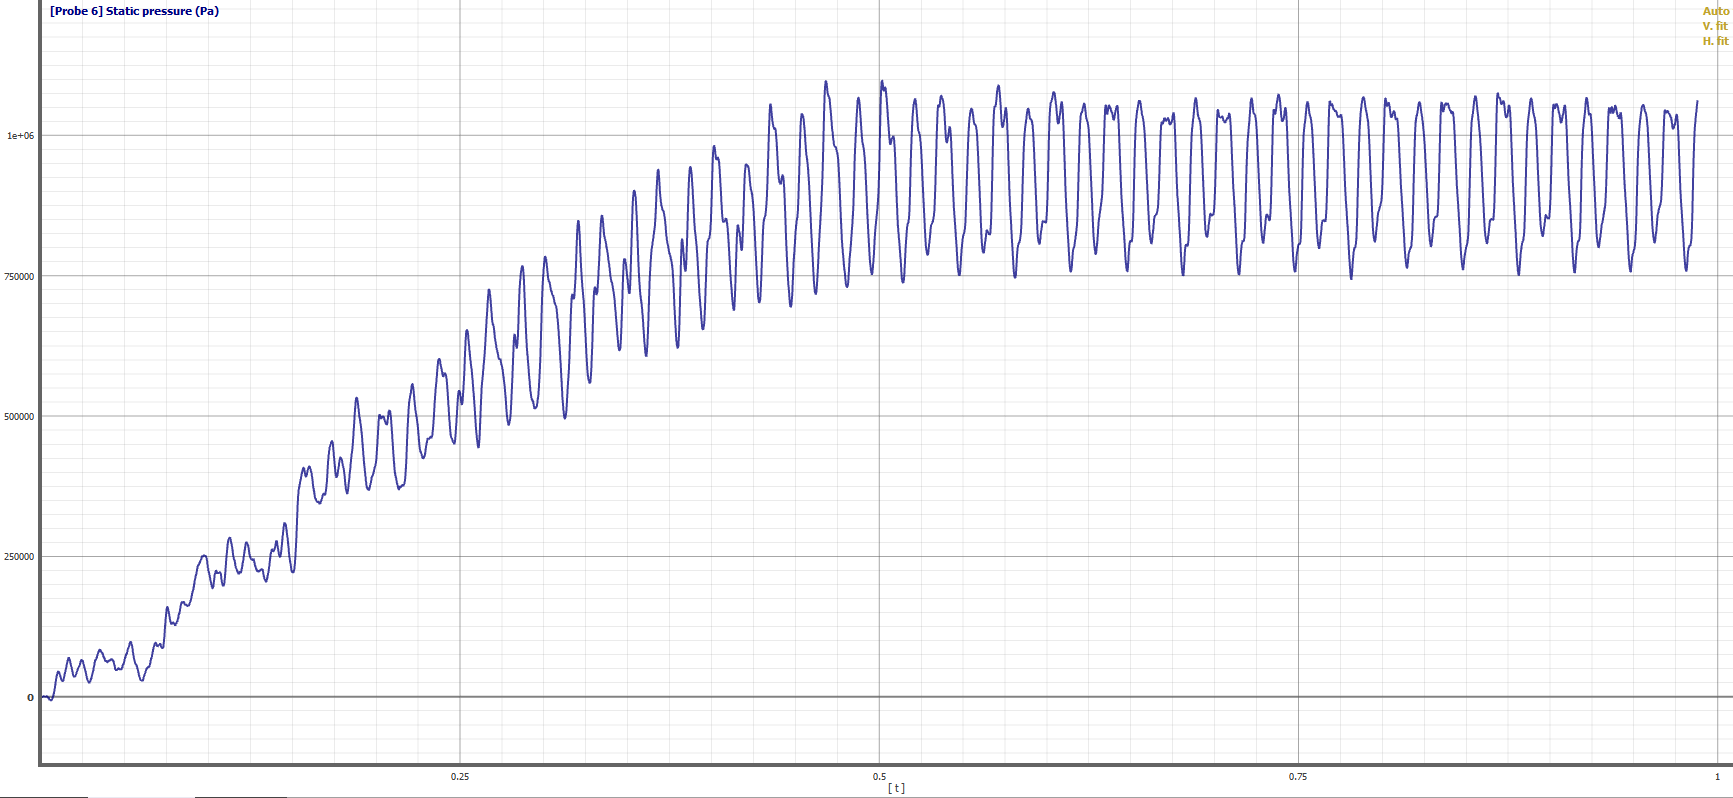 [Probe 6] Static pressure (Pa)
Auto
V. fit
H. fit
1e+06
750000
500000
250000
0
0.25 0.5 0.75 1
[t]